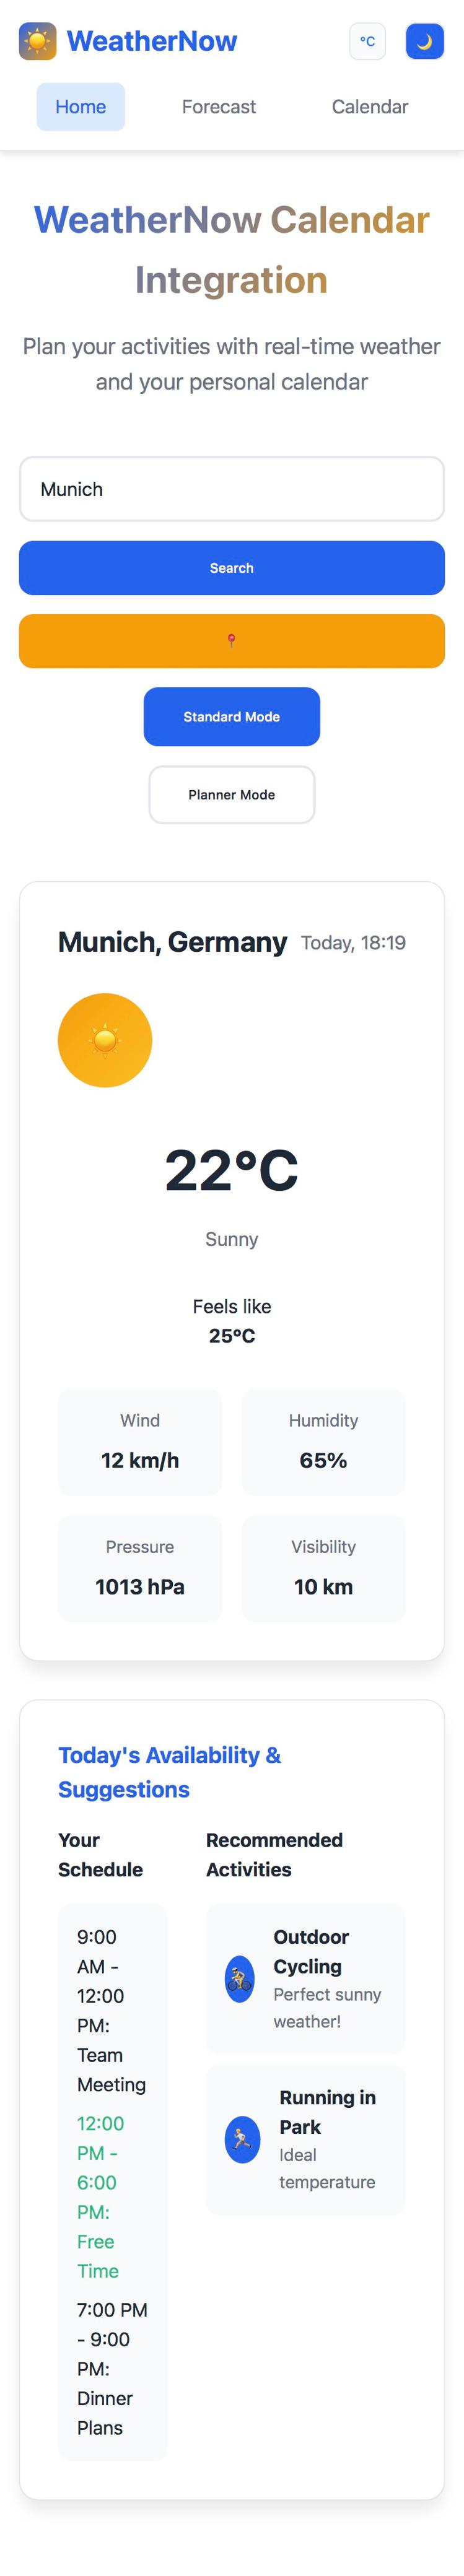 WeatherNow
°C
Home Forecast Calendar
WeatherNow Calendar
Integration
Plan your activities with real-time weather
and your personal calendar
Munich
Search
Standard Mode
Planner Mode
Munich, Germany Today, 18:19
22°C
Sunny
Feels like
25°C
Wind
12 km/h
Humidity
65%
Pressure
1013 hPa
Visibility
10 km
Today's Availability &
Suggestions
Your
Schedule
9:00
AM -
12:00
PM:
Team
Meeting
12:00
PM -
6:00
PM:
Free
Time
7:00 PM
- 9:00
PM:
Dinner
Plans
Recommended
Activities
Outdoor
Cycling
Perfect sunny
weather!
Running in
Park
Ideal
temperature